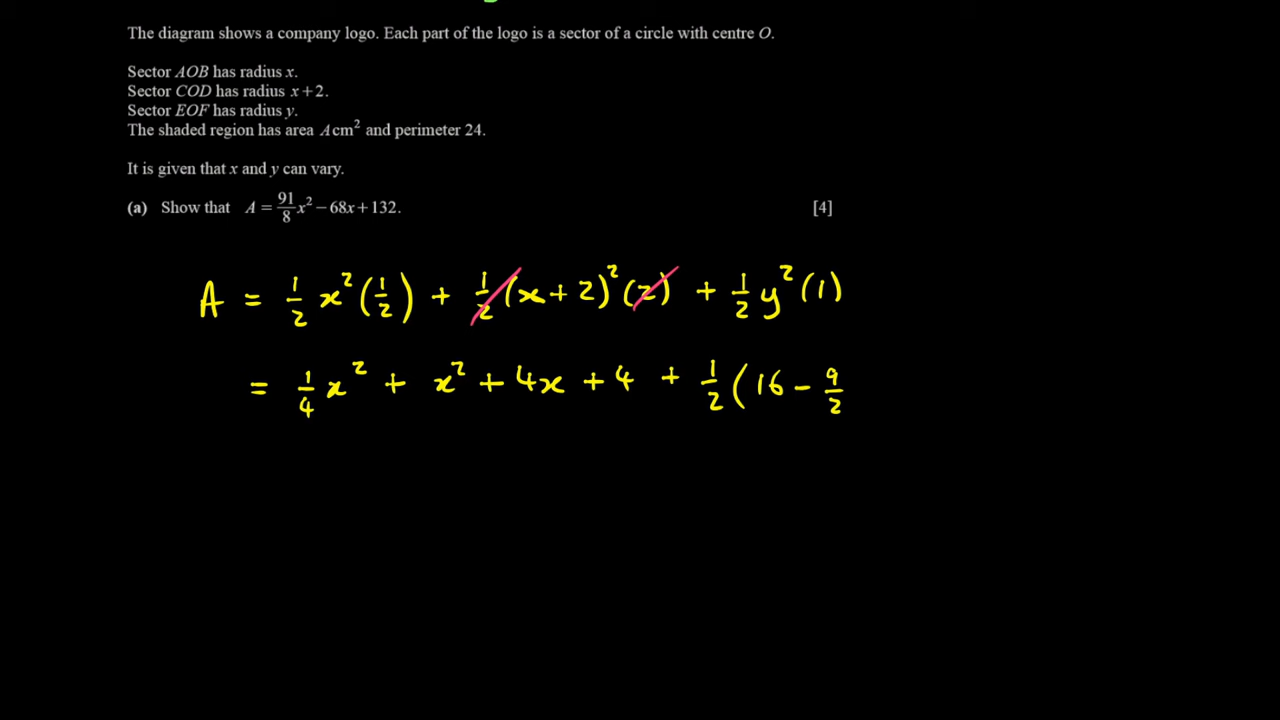 The diagram shows a company logo. Each part of the logo is a sector of a circle with centre O.
Sector AOB has radius x.
Sector COD has radius x+2.
Sector EOF has radius y.
The shaded region has area A cm² and perimeter 24.
It is given that x and y can vary.
(a) Show that A = 91/8 x² − 68x + 132. [4]
A = 1/2 x² (1/2) + 1/2 (x + 2)² (2) + 1/2 y² (1)
= 1/4 x² + x² + 4x + 4 + 1/2 (16 − 9/2